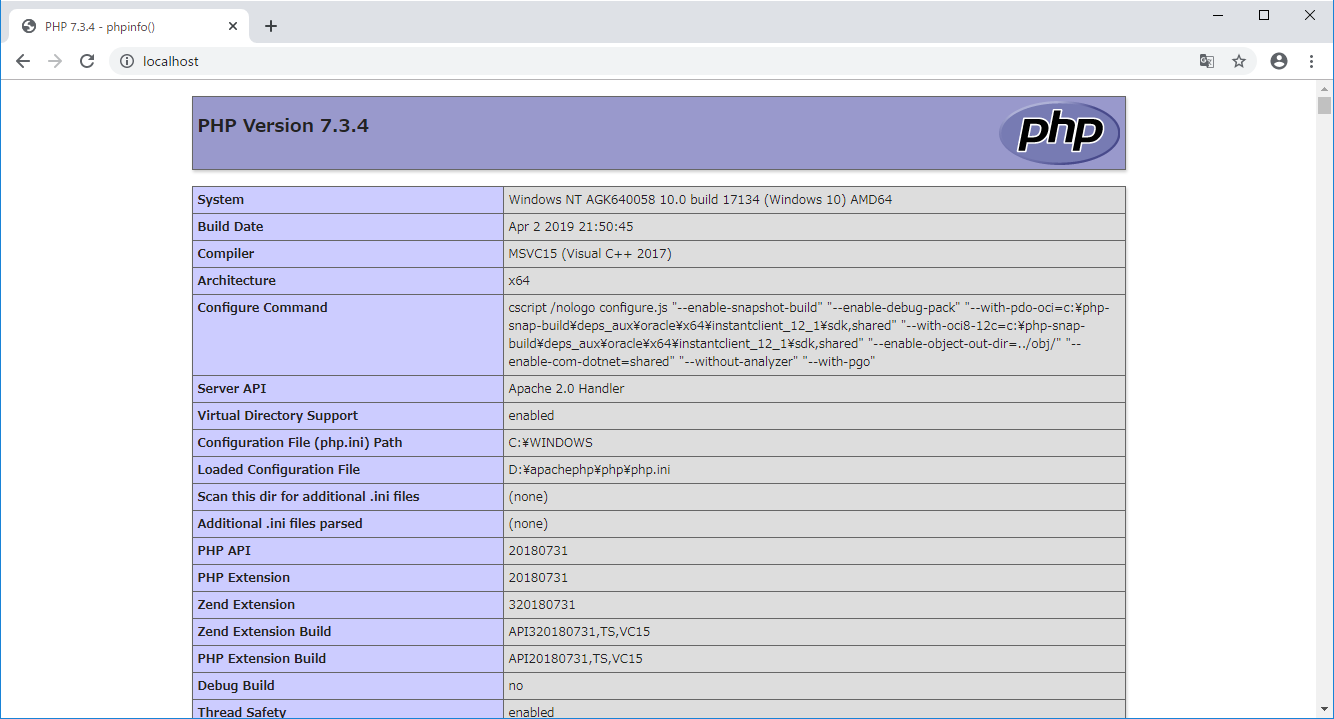 PHP 7.3.4 - phpinfo()
localhost
PHP Version 7.3.4
php
System Windows NT AGK640058 10.0 build 17134 (Windows 10) AMD64
Build Date Apr 2 2019 21:50:45
Compiler MSVC15 (Visual C++ 2017)
Architecture x64
Configure Command cscript /nologo configure.js "--enable-snapshot-build" "--enable-debug-pack" "--with-pdo-oci=c:¥php-
snap-build¥deps_aux¥oracle¥x64¥instantclient_12_1¥sdk,shared" "--with-oci8-12c=c:¥php-snap-
build¥deps_aux¥oracle¥x64¥instantclient_12_1¥sdk,shared" "--enable-object-out-dir=../obj/" "--
enable-com-dotnet=shared" "--without-analyzer" "--with-pgo"
Server API Apache 2.0 Handler
Virtual Directory Support enabled
Configuration File (php.ini) Path C:¥WINDOWS
Loaded Configuration File D:¥apachephp¥php¥php.ini
Scan this dir for additional .ini files (none)
Additional .ini files parsed (none)
PHP API 20180731
PHP Extension 20180731
Zend Extension 320180731
Zend Extension Build API320180731,TS,VC15
PHP Extension Build API20180731,TS,VC15
Debug Build no
Thread Safety enabled